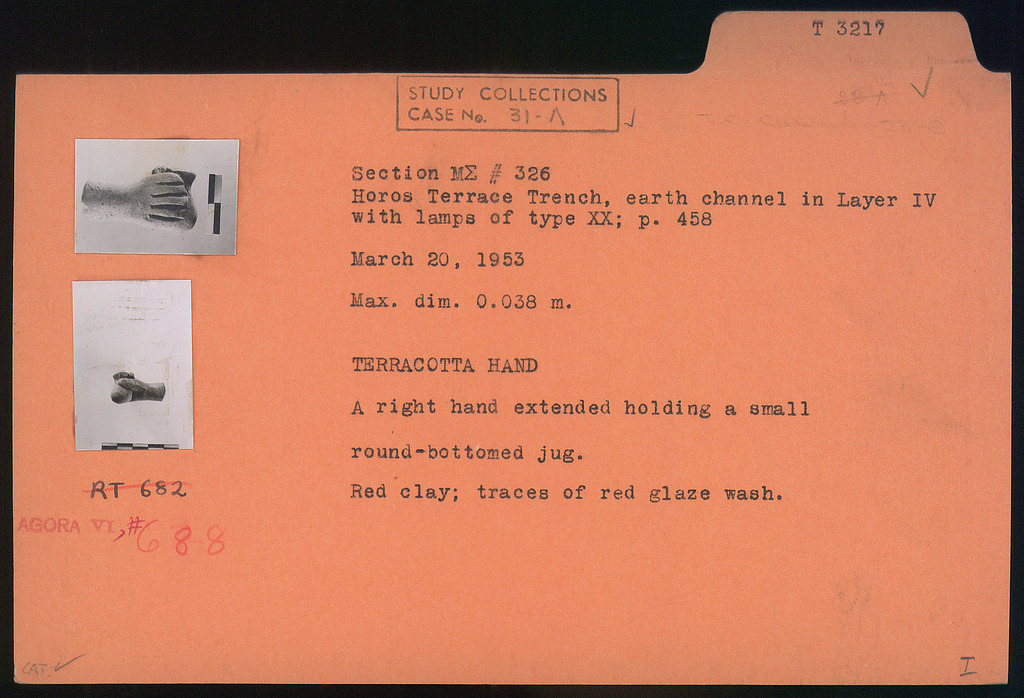 T 3217
STUDY COLLECTIONS
CASE No. 31-Λ
Section ΜΣ # 326
Horos Terrace Trench, earth channel in Layer IV
with lamps of type XX; p. 458
March 20, 1953
Max. dim. 0.038 m.
TERRACOTTA HAND
A right hand extended holding a small
round-bottomed jug.
Red clay; traces of red glaze wash.
RT 682
AGORA VI, #688
CAT.
I